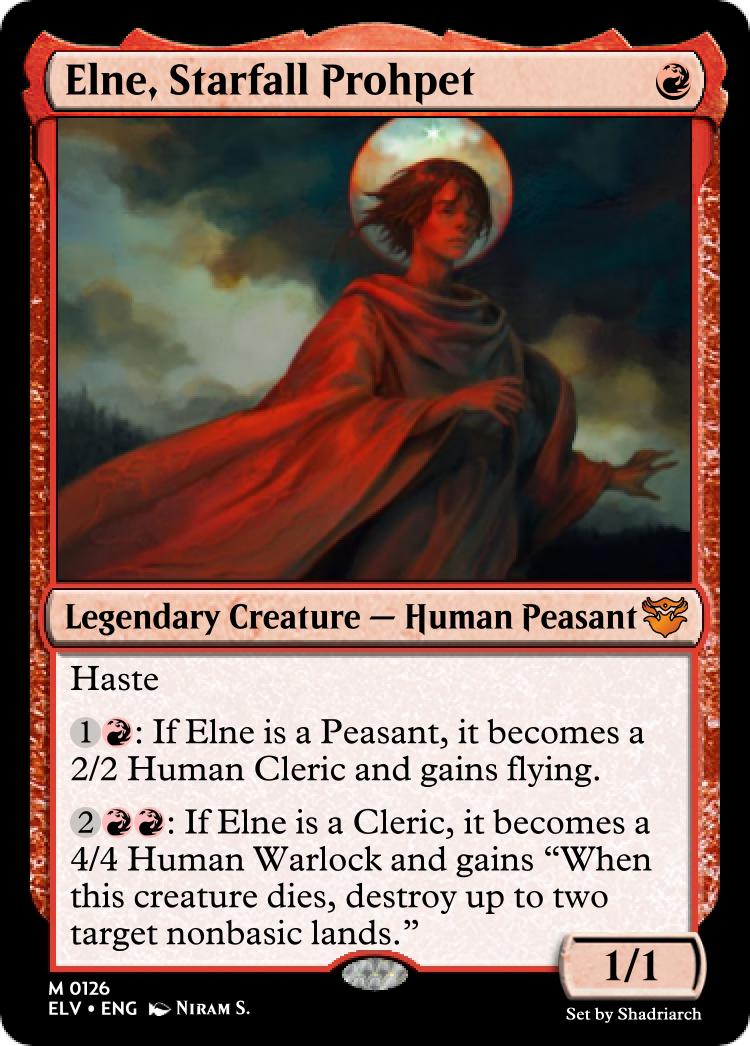 Elne, Starfall Prohpet
Legendary Creature — Human Peasant
Haste
1: If Elne is a Peasant, it becomes a
2/2 Human Cleric and gains flying.
2: If Elne is a Cleric, it becomes a
4/4 Human Warlock and gains “When
this creature dies, destroy up to two
target nonbasic lands.”
1/1
M 0126
ELV • ENG NIRAM S.
Set by Shadriarch